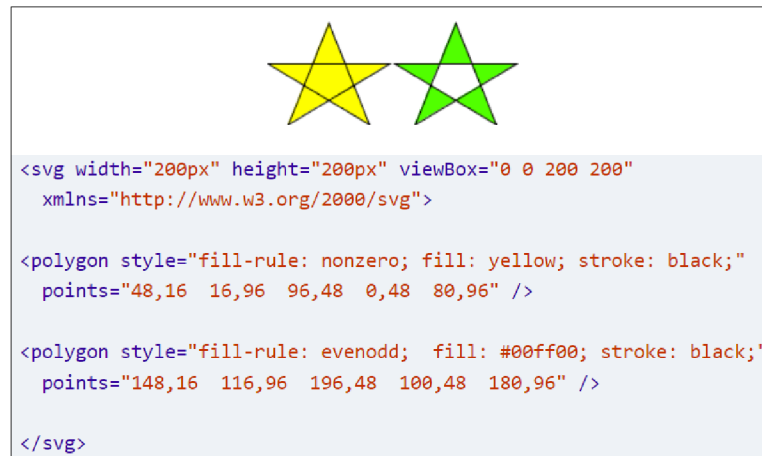 <svg width="200px" height="200px" viewBox="0 0 200 200"
xmlns="http://www.w3.org/2000/svg">
<polygon style="fill-rule: nonzero; fill: yellow; stroke: black;"
points="48,16  16,96  96,48  0,48  80,96" />
<polygon style="fill-rule: evenodd;  fill: #00ff00; stroke: black;"
points="148,16  116,96  196,48  100,48  180,96" />
</svg>